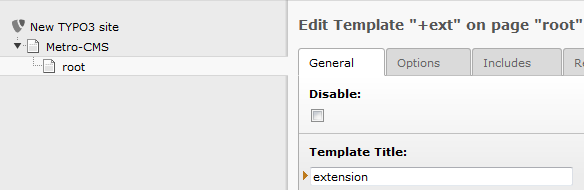 New TYPO3 site
Metro-CMS
root
Edit Template "+ext" on page "root"
General
Options
Includes
Disable:
Template Title:
extension